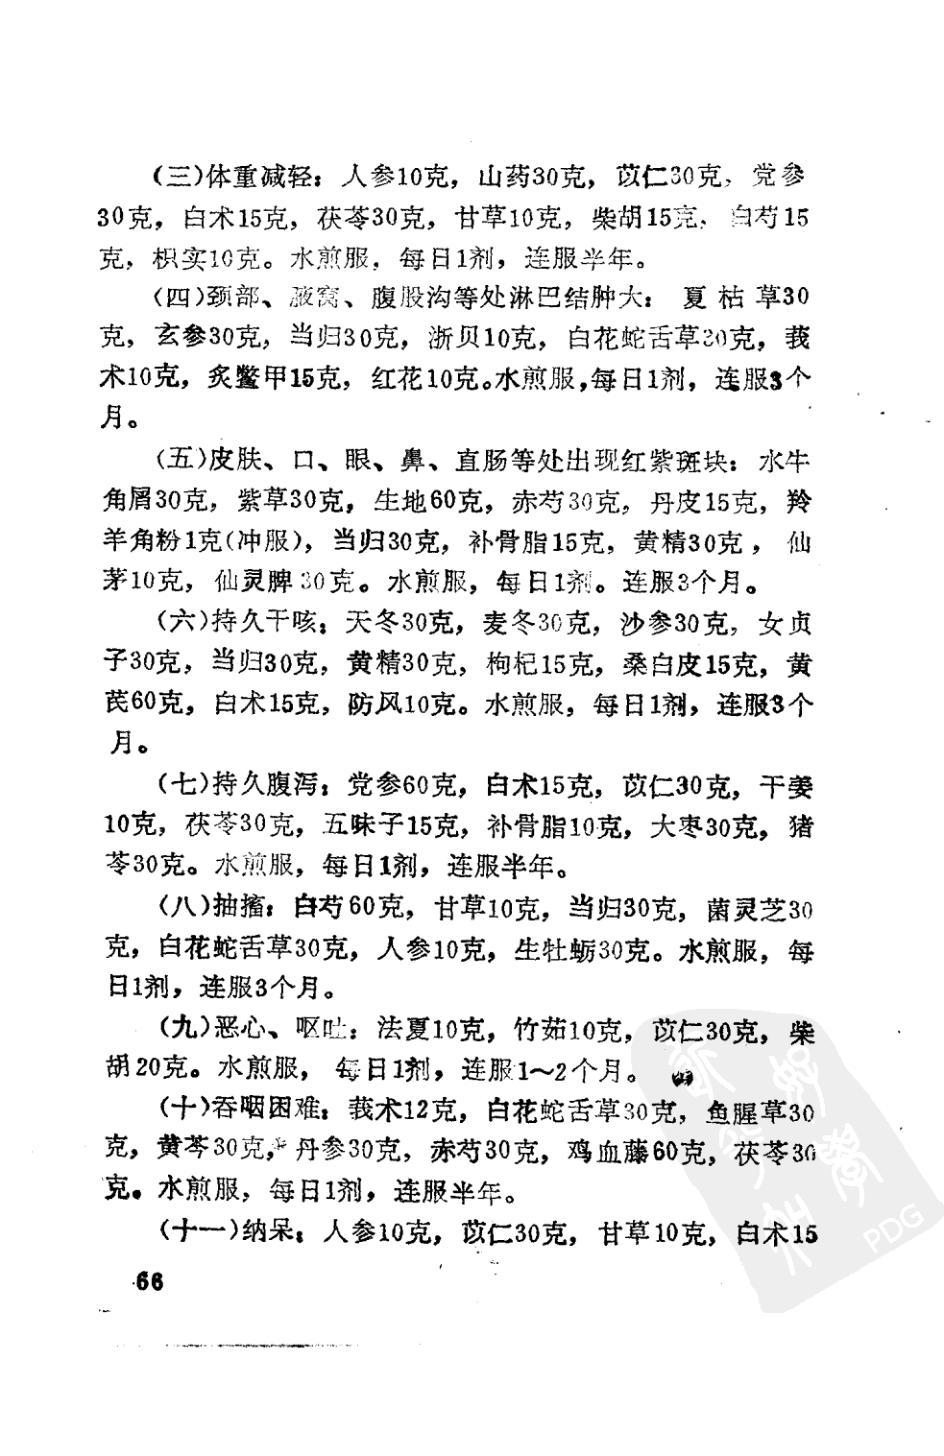 (三)体重减轻：人参10克，山药30克，苡仁30克，党参
30克，白术15克，茯苓30克，甘草10克，柴胡15克，白芍15
克，枳实10克。水煎服，每日1剂，连服半年。
(四)颈部、腋窝、腹股沟等处淋巴结肿大：夏枯草30
克，玄参30克，当归30克，浙贝10克，白花蛇舌草30克，莪
术10克，炙鳖甲15克，红花10克。水煎服，每日1剂，连服3个
月。
(五)皮肤、口、眼、鼻、直肠等处出现红紫斑块：水牛
角屑30克，紫草30克，生地60克，赤芍30克，丹皮15克，羚
羊角粉1克(冲服)，当归30克，补骨脂15克，黄精30克，仙
茅10克，仙灵脾30克。水煎服，每日1剂。连服3个月。
(六)持久干咳：天冬30克，麦冬30克，沙参30克，女贞
子30克，当归30克，黄精30克，枸杞15克，桑白皮15克，黄
芪60克，白术15克，防风10克。水煎服，每日1剂，连服3个
月。
(七)持久腹泻：党参60克，白术15克，苡仁30克，干姜
10克，茯苓30克，五味子15克，补骨脂10克，大枣30克，猪
苓30克。水煎服，每日1剂，连服半年。
(八)抽搐：白芍60克，甘草10克，当归30克，菌灵芝30
克，白花蛇舌草30克，人参10克，生牡蛎30克。水煎服，每
日1剂，连服3个月。
(九)恶心、呕吐：法夏10克，竹茹10克，苡仁30克，柴
胡20克。水煎服，每日1剂，连服1～2个月。
(十)吞咽困难：莪术12克，白花蛇舌草30克，鱼腥草30
克，黄芩30克，丹参30克，赤芍30克，鸡血藤60克，茯苓30
克。水煎服，每日1剂，连服半年。
(十一)纳呆：人参10克，苡仁30克，甘草10克，白术15
66
PDG